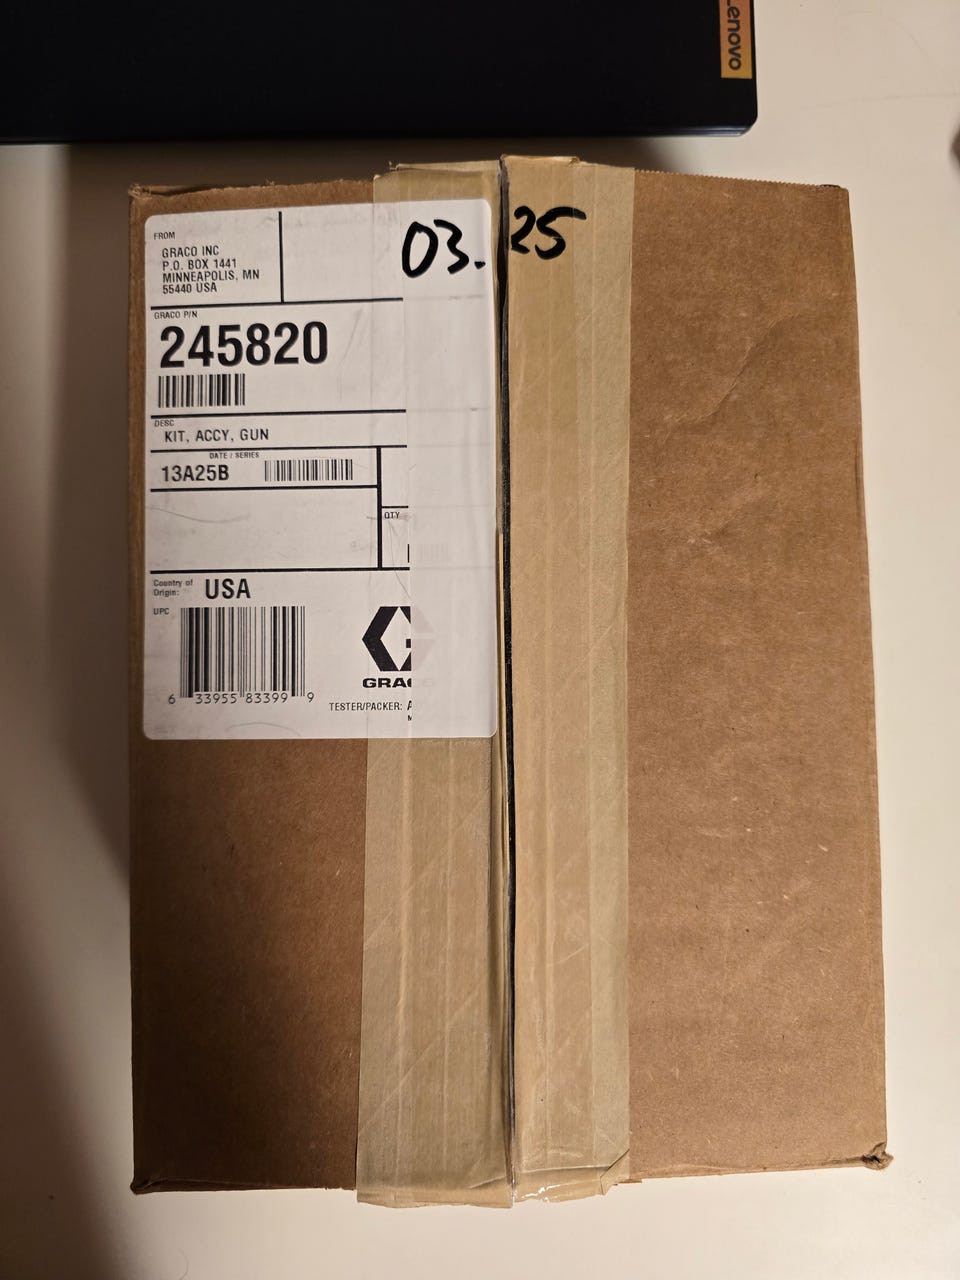 Lenovo
03.25
FROM
GRACO INC
P.O. BOX 1441
MINNEAPOLIS, MN
55440 USA
GRACO P/N
245820
DESC
KIT, ACCY, GUN
DATE / SERIES
13A25B
QTY
Country of
Origin:
USA
UPC
6 33955 83399 9
GRAC
TESTER/PACKER: A
M